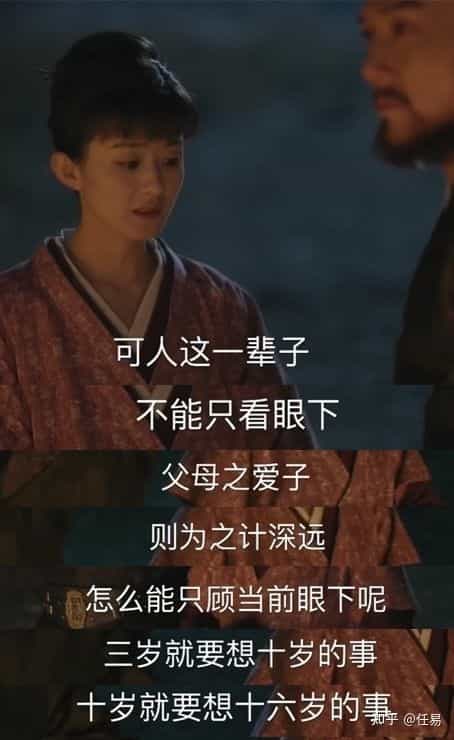 可人这一辈子
不能只看眼下
父母之爱子
则为之计深远
怎么能只顾当前眼下呢
三岁就要想十岁的事
十岁就要想十六岁的事
知乎 @任易